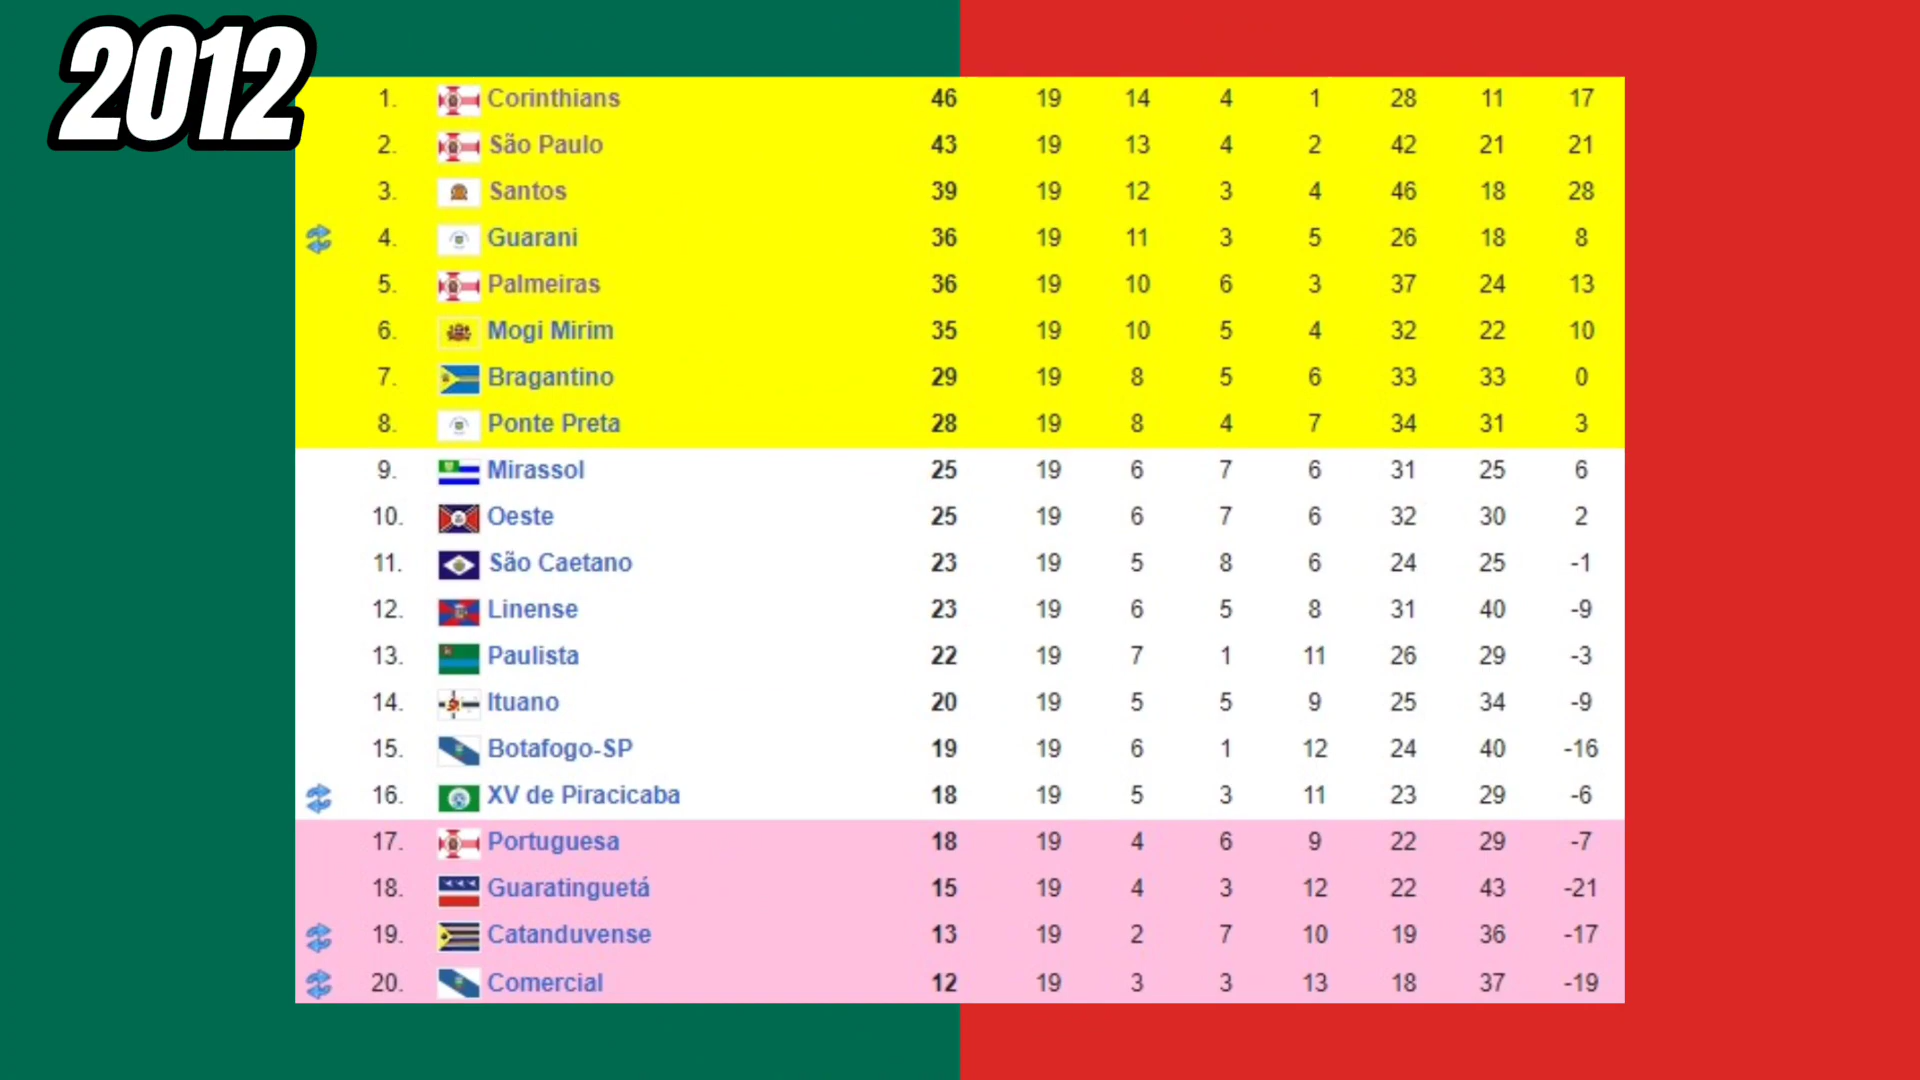 2012
1. Corinthians 46 19 14 4 1 28 11 17
2. São Paulo 43 19 13 4 2 42 21 21
3. Santos 39 19 12 3 4 46 18 28
4. Guarani 36 19 11 3 5 26 18 8
5. Palmeiras 36 19 10 6 3 37 24 13
6. Mogi Mirim 35 19 10 5 4 32 22 10
7. Bragantino 29 19 8 5 6 33 33 0
8. Ponte Preta 28 19 8 4 7 34 31 3
9. Mirassol 25 19 6 7 6 31 25 6
10. Oeste 25 19 6 7 6 32 30 2
11. São Caetano 23 19 5 8 6 24 25 -1
12. Linense 23 19 6 5 8 31 40 -9
13. Paulista 22 19 7 1 11 26 29 -3
14. Ituano 20 19 5 5 9 25 34 -9
15. Botafogo-SP 19 19 6 1 12 24 40 -16
16. XV de Piracicaba 18 19 5 3 11 23 29 -6
17. Portuguesa 18 19 4 6 9 22 29 -7
18. Guaratinguetá 15 19 4 3 12 22 43 -21
19. Catanduvense 13 19 2 7 10 19 36 -17
20. Comercial 12 19 3 3 13 18 37 -19